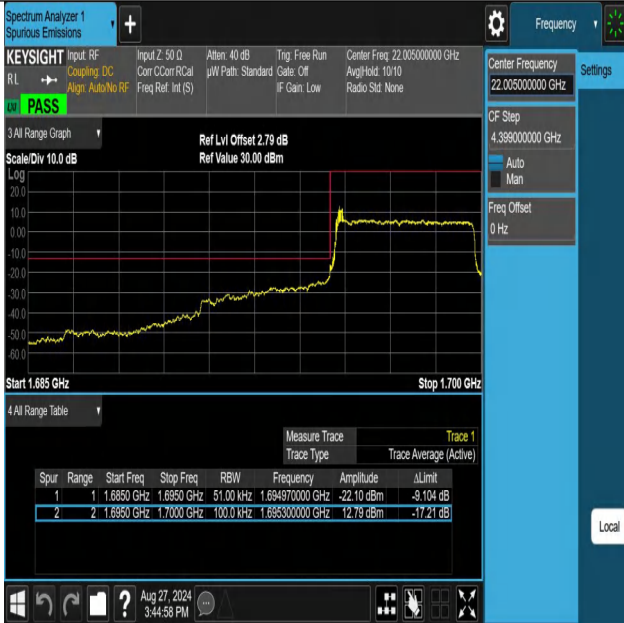 Spectrum Analyzer 1
Spurious Emissions
Frequency
KEYSIGHT
Input: RF
Input Z: 50 Ω
Atten: 40 dB
Trig: Free Run
Center Freq: 22.005000000 GHz
R L
Coupling: DC
Corr CCorr RCal
µW Path: Standard
Gate: Off
Avg|Hold: 10/10
Align: Auto/No RF
Freq Ref: Int (S)
IF Gain: Low
Radio Std: None
PASS
3 All Range Graph
Ref Lvl Offset 2.79 dB
Scale/Div 10.0 dB
Ref Value 30.00 dBm
Log
20.0
10.0
0.00
-10.0
-20.0
-30.0
-40.0
-50.0
-60.0
Start 1.685 GHz
Stop 1.700 GHz
4 All Range Table
Measure Trace
Trace 1
Trace Type
Trace Average (Active)
Spur Range Start Freq Stop Freq RBW Frequency Amplitude ΔLimit
1 1 1.6850 GHz 1.6950 GHz 51.00 kHz 1.694970000 GHz -22.10 dBm -9.104 dB
2 2 1.6950 GHz 1.7000 GHz 100.0 kHz 1.695300000 GHz 12.79 dBm -17.21 dB
Aug 27, 2024
3:44:58 PM
Center Frequency
22.005000000 GHz
Settings
CF Step
4.399000000 GHz
Auto
Man
Freq Offset
0 Hz
Local